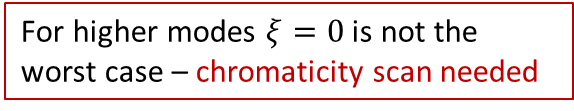 For higher modes ξ = 0 is not the
worst case – chromaticity scan needed